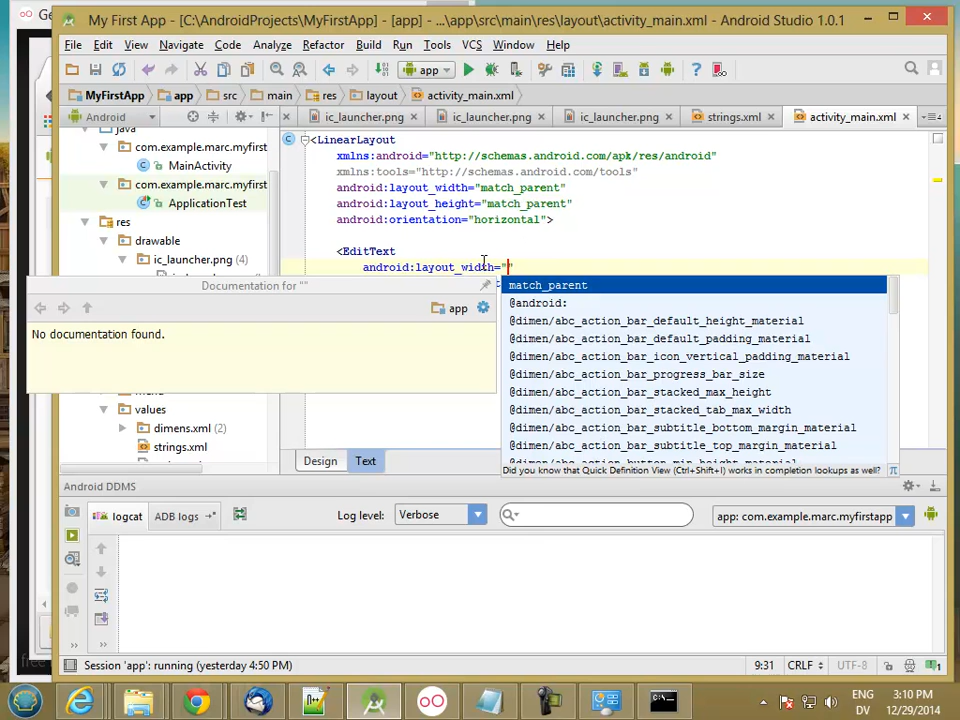 Ge
My First App - [C:\AndroidProjects\MyFirstApp] - [app] - ...\app\src\main\res\layout\activity_main.xml - Android Studio 1.0.1
File Edit View Navigate Code Analyze Refactor Build Run Tools VCS Window Help
app
MyFirstApp app src main res layout activity_main.xml
Android
ic_launcher.png ic_launcher.png ic_launcher.png strings.xml activity_main.xml
java
com.example.marc.myfirst
MainActivity
com.example.marc.myfirst
ApplicationTest
res
drawable
ic_launcher.png (4)
<LinearLayout
xmlns:android="http://schemas.android.com/apk/res/android"
xmlns:tools="http://schemas.android.com/tools"
android:layout_width="match_parent"
android:layout_height="match_parent"
android:orientation="horizontal">
<EditText
android:layout_width=""
Documentation for ""
app
No documentation found.
match_parent
@android:
@dimen/abc_action_bar_default_height_material
@dimen/abc_action_bar_default_padding_material
@dimen/abc_action_bar_icon_vertical_padding_material
@dimen/abc_action_bar_progress_bar_size
@dimen/abc_action_bar_stacked_max_height
@dimen/abc_action_bar_stacked_tab_max_width
@dimen/abc_action_bar_subtitle_bottom_margin_material
@dimen/abc_action_bar_subtitle_top_margin_material
Did you know that Quick Definition View (Ctrl+Shift+I) works in completion lookups as well? π
values
dimens.xml (2)
strings.xml
Design Text
Android DDMS
logcat ADB logs Log level: Verbose app: com.example.marc.myfirstapp
Session 'app': running (yesterday 4:50 PM) 9:31 CRLF UTF-8
ENG
DV
3:10 PM
12/29/2014